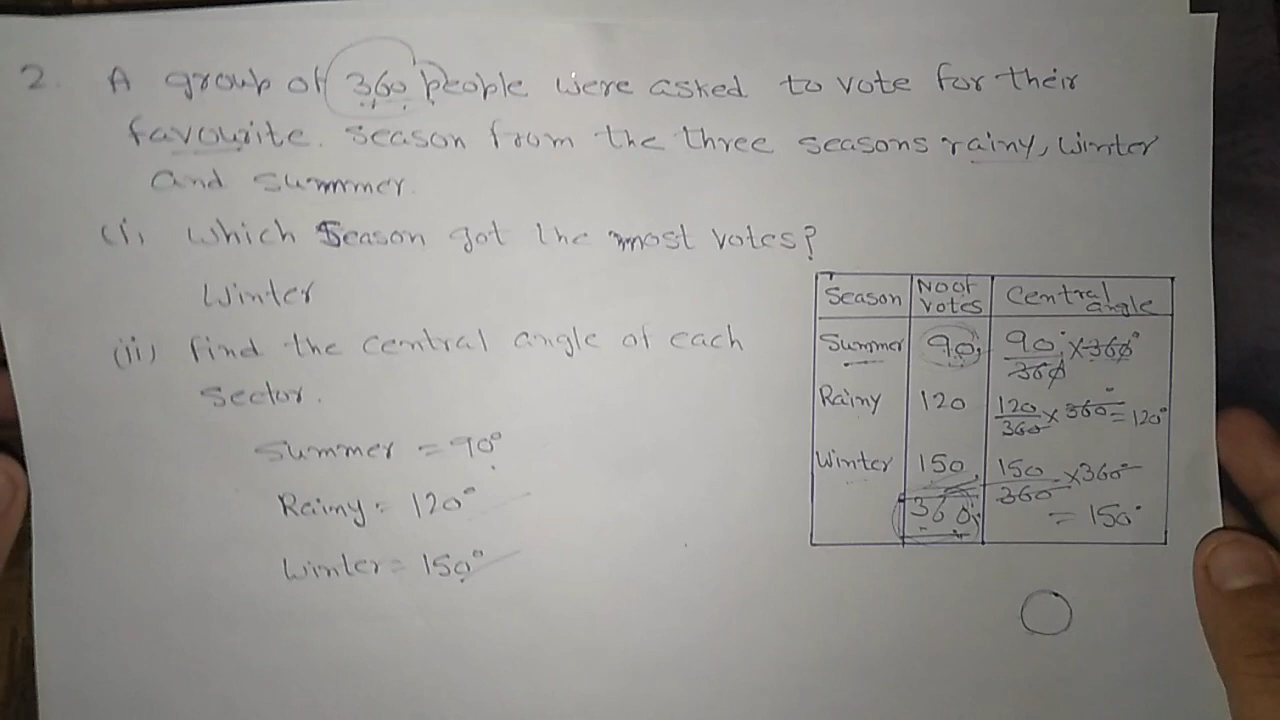 2. A group of 360 people were asked to vote for their
favourite. season from the three seasons rainy, winter
and summer.
(i) which season got the most votes?
Winter
(ii) find the central angle of each
sector.
Summer = 90°
Rainy = 120°
Winter = 150°
Season No of votes Central angle
Summer 90 90/360 × 360°
Rainy 120 120/360 × 360° = 120°
Winter 150 150/360 × 360°
360 = 150°